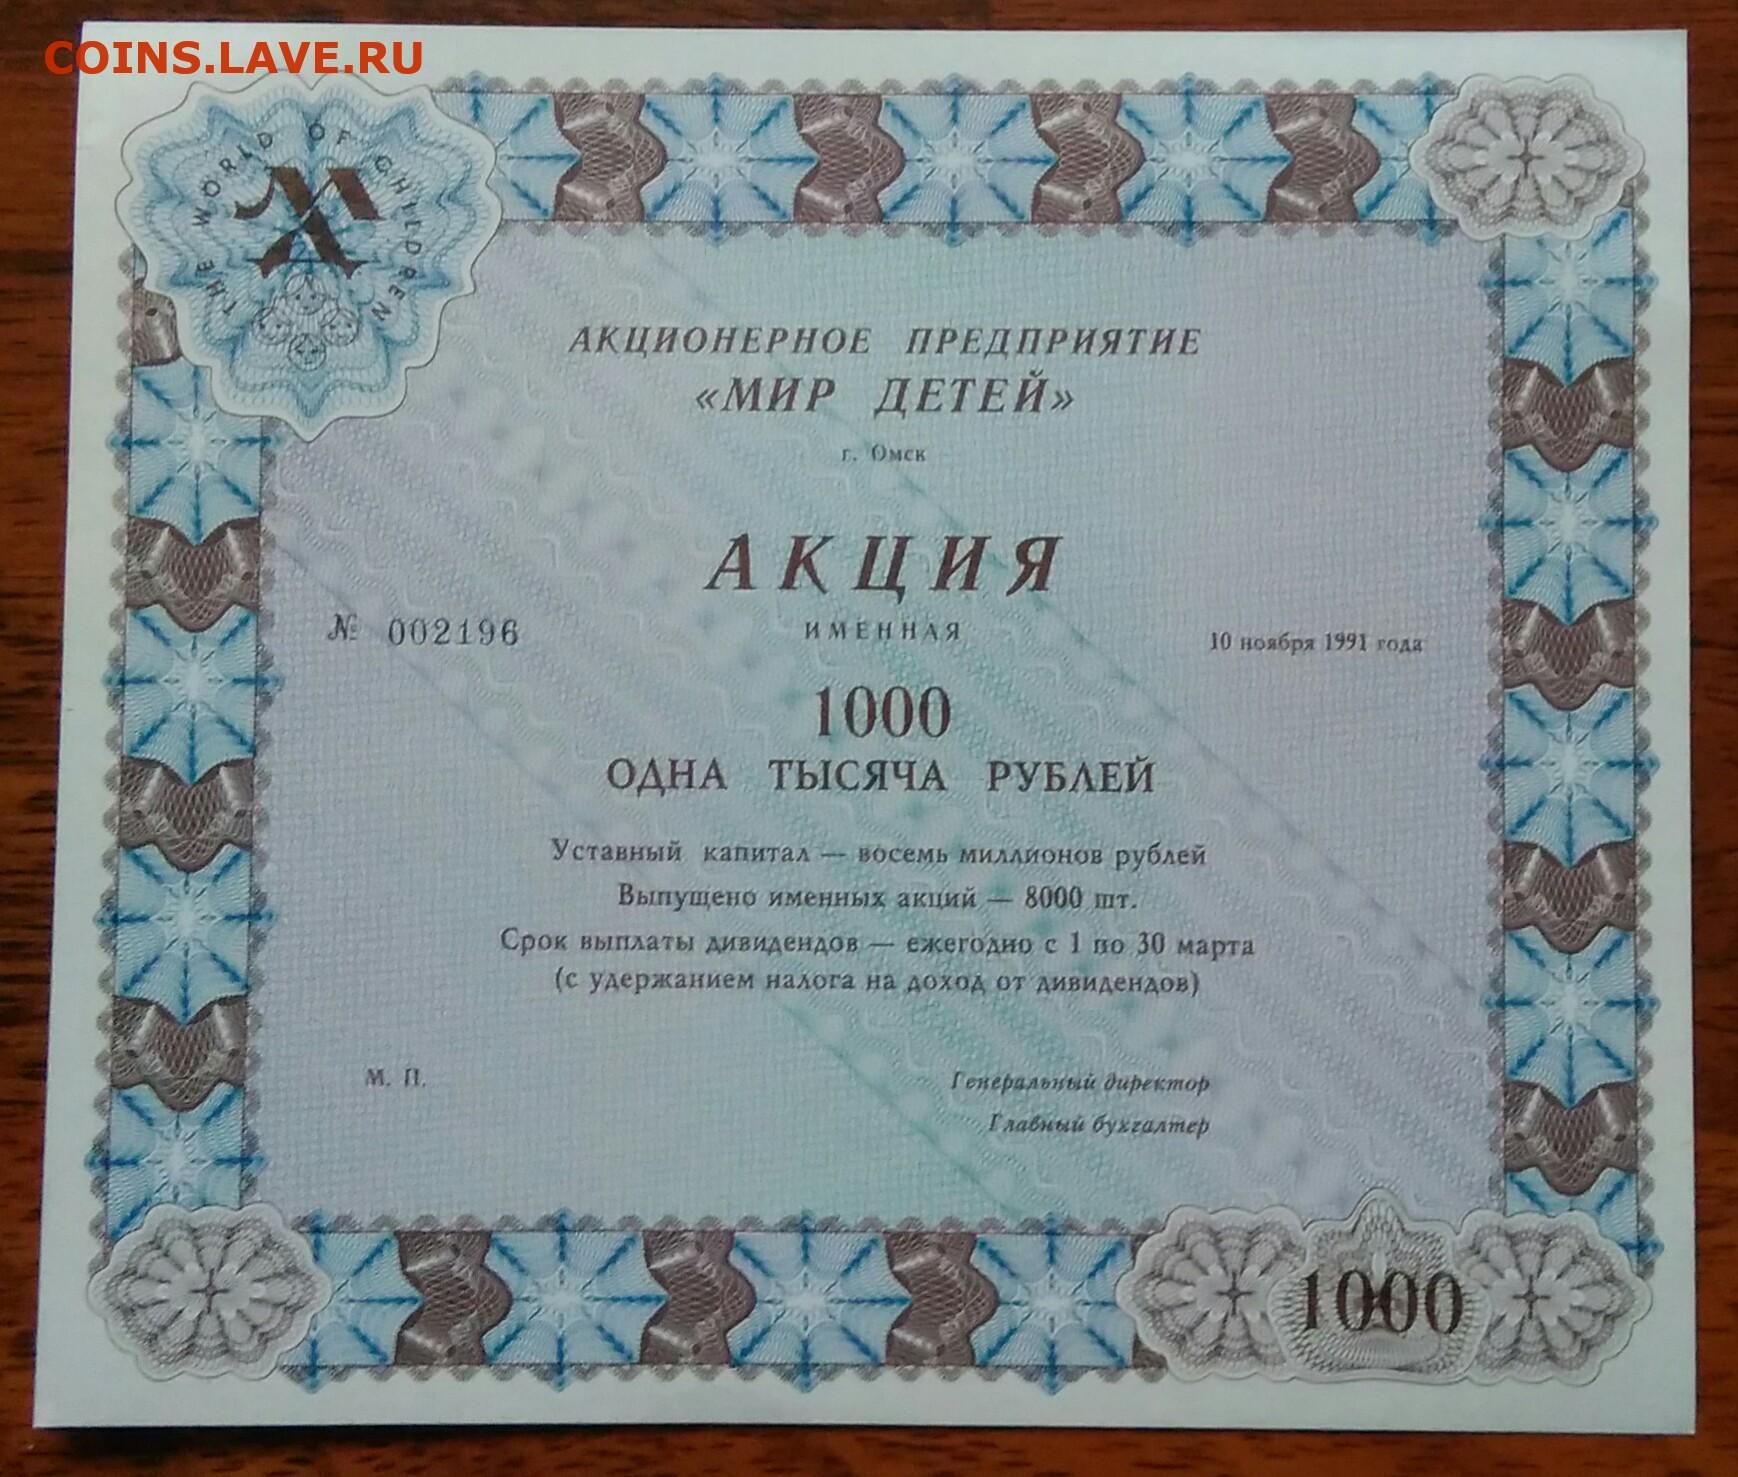 COINS.LAVE.RU
THE WORLD OF CHILDREN
АКЦИОНЕРНОЕ ПРЕДПРИЯТИЕ
«МИР ДЕТЕЙ»
г. Омск
АКЦИЯ
№ 002196
ИМЕННАЯ
10 ноября 1991 года
1000
ОДНА ТЫСЯЧА РУБЛЕЙ
Уставный капитал — восемь миллионов рублей
Выпущено именных акций — 8000 шт.
Срок выплаты дивидендов — ежегодно с 1 по 30 марта
(с удержанием налога на доход от дивидендов)
М. П.
Генеральный директор
Главный бухгалтер
1000